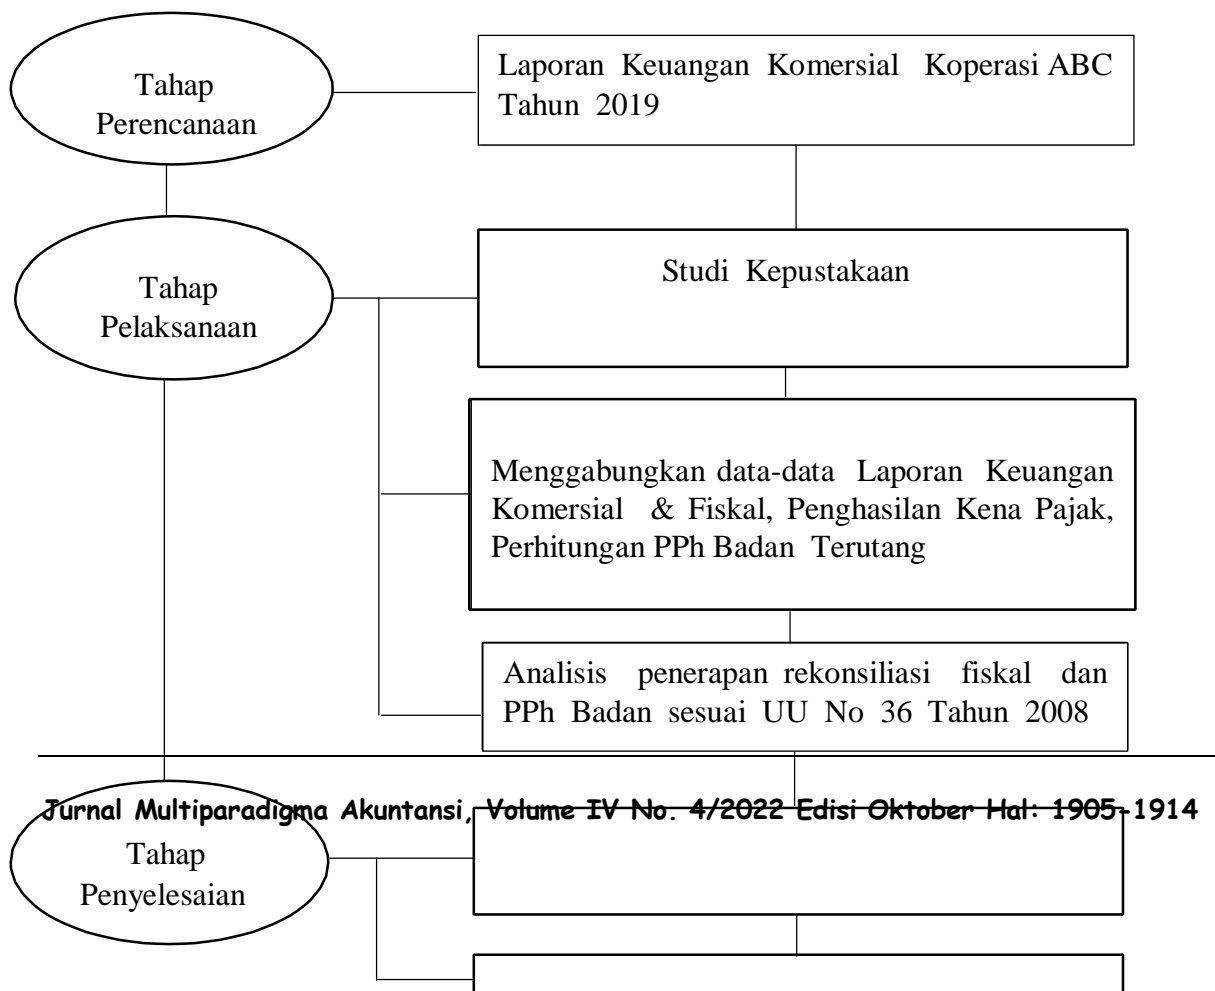 Tahap
Perencanaan
Laporan Keuangan Komersial Koperasi ABC
Tahun 2019
Tahap
Pelaksanaan
Studi Kepustakaan
Menggabungkan data-data Laporan Keuangan
Komersial & Fiskal, Penghasilan Kena Pajak,
Perhitungan PPh Badan Terutang
Analisis penerapan rekonsiliasi fiskal dan
PPh Badan sesuai UU No 36 Tahun 2008
Jurnal Multiparadigma Akuntansi, Volume IV No. 4/2022 Edisi Oktober Hal: 1905-1914
Tahap
Penyelesaian